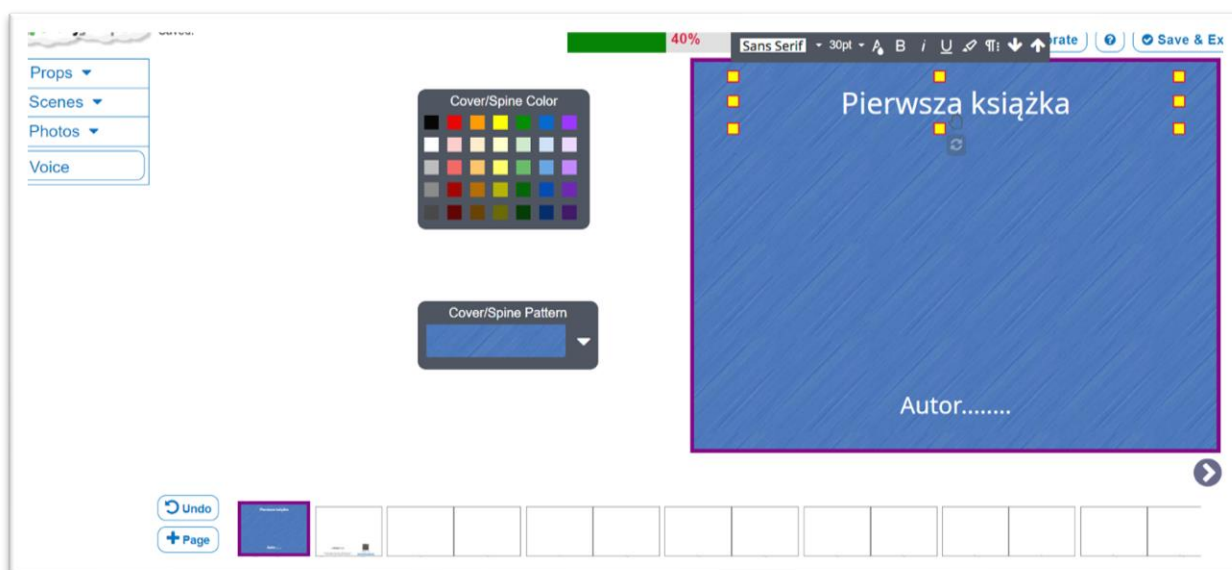 40%
Sans Serif 30pt B i U
rate
Save & Ex
Props
Scenes
Photos
Voice
Cover/Spine Color
Cover/Spine Pattern
Pierwsza książka
Autor........
Undo
+ Page